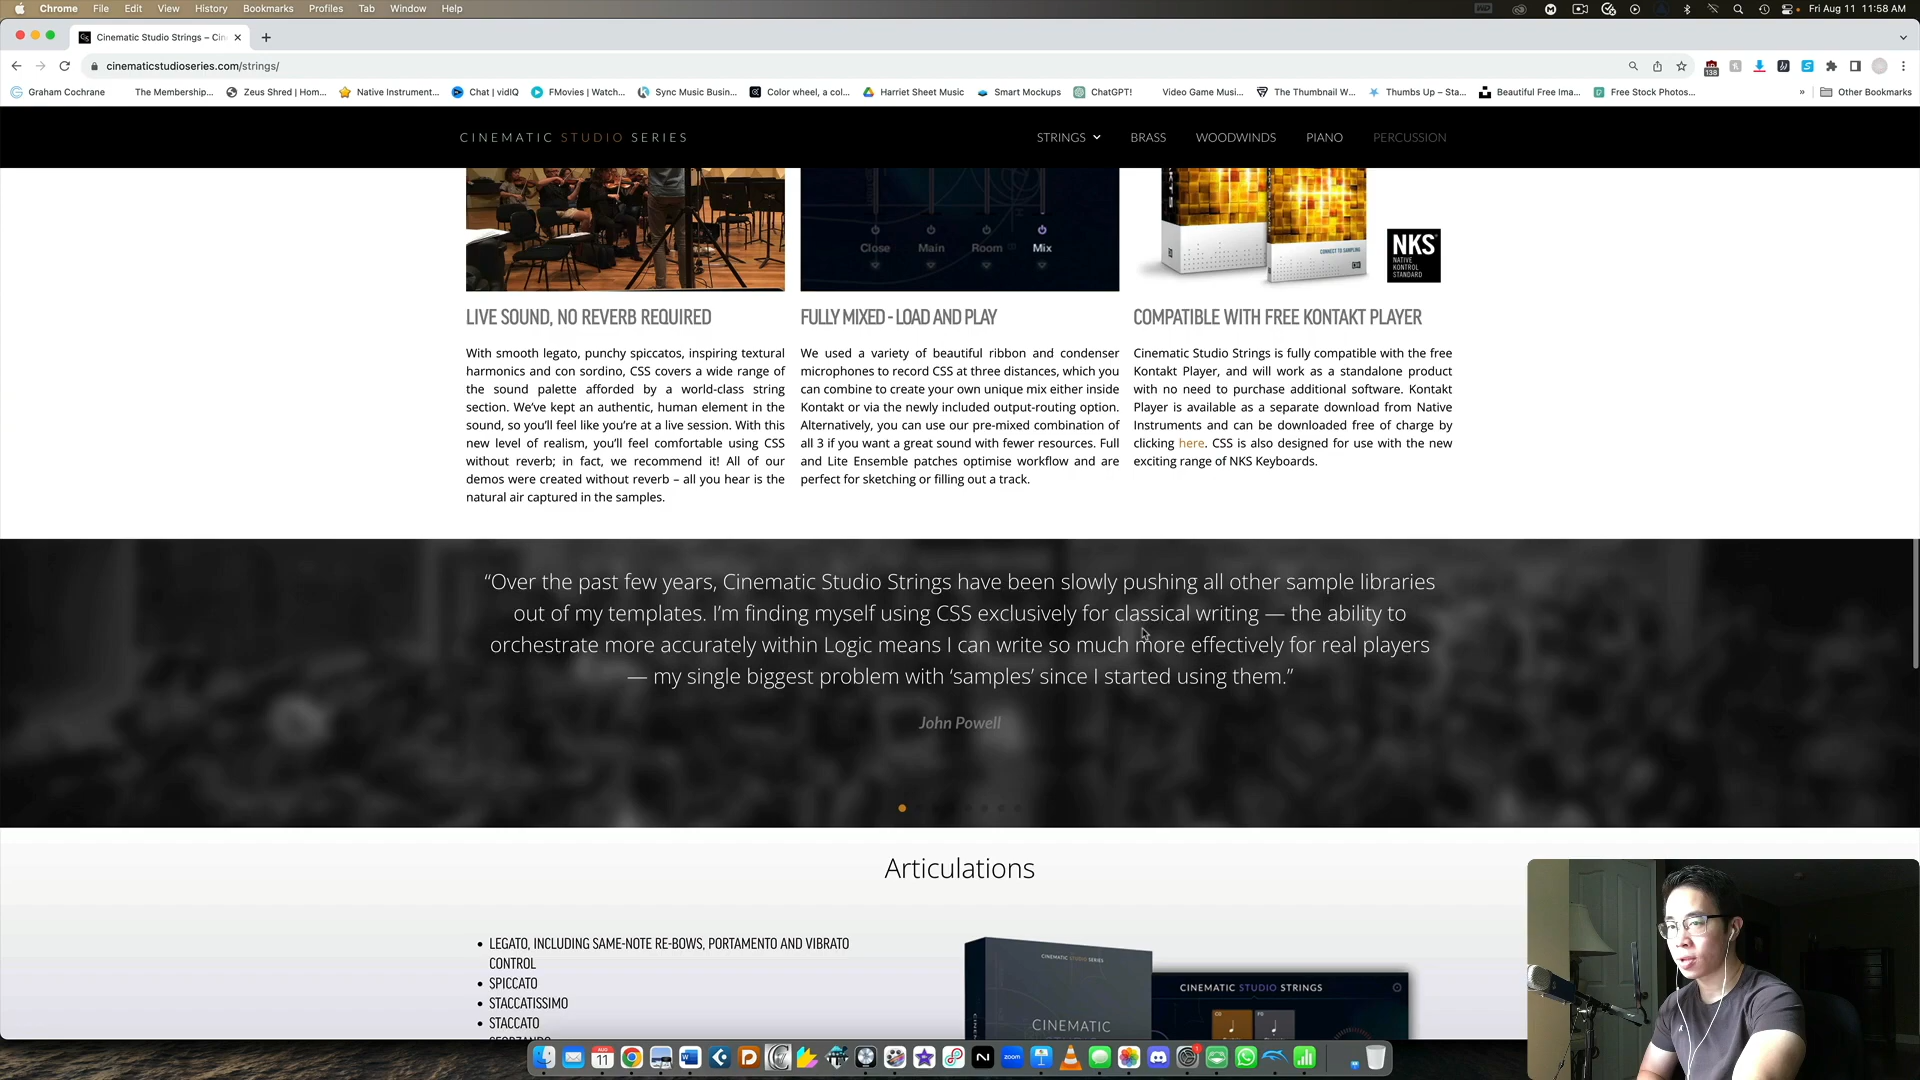 Chrome File Edit View History Bookmarks Profiles Tab Window Help
Fri Aug 11 11:58 AM
Cinematic Studio Strings – Cin
cinematicstudioseries.com/strings/
138
Graham Cochrane
The Membership...
Zeus Shred | Hom...
Native Instrument...
Chat | vidIQ
FMovies | Watch...
Sync Music Busin...
Color wheel, a col...
Harriet Sheet Music
Smart Mockups
ChatGPT!
Video Game Musi...
The Thumbnail W...
Thumbs Up – Sta...
Beautiful Free Ima...
Free Stock Photos...
»
Other Bookmarks
CINEMATIC STUDIO SERIES
STRINGS
BRASS
WOODWINDS
PIANO
PERCUSSION
Close Main Room Mix
CONNECT TO SAMPLING
NKS
NATIVE
KONTROL
STANDARD
LIVE SOUND, NO REVERB REQUIRED
With smooth legato, punchy spiccatos, inspiring textural
harmonics and con sordino, CSS covers a wide range of
the sound palette afforded by a world-class string
section. We've kept an authentic, human element in the
sound, so you'll feel like you're at a live session. With this
new level of realism, you'll feel comfortable using CSS
without reverb; in fact, we recommend it! All of our
demos were created without reverb – all you hear is the
natural air captured in the samples.
FULLY MIXED - LOAD AND PLAY
We used a variety of beautiful ribbon and condenser
microphones to record CSS at three distances, which you
can combine to create your own unique mix either inside
Kontakt or via the newly included output-routing option.
Alternatively, you can use our pre-mixed combination of
all 3 if you want a great sound with fewer resources. Full
and Lite Ensemble patches optimise workflow and are
perfect for sketching or filling out a track.
COMPATIBLE WITH FREE KONTAKT PLAYER
Cinematic Studio Strings is fully compatible with the free
Kontakt Player, and will work as a standalone product
with no need to purchase additional software. Kontakt
Player is available as a separate download from Native
Instruments and can be downloaded free of charge by
clicking here. CSS is also designed for use with the new
exciting range of NKS Keyboards.
“Over the past few years, Cinematic Studio Strings have been slowly pushing all other sample libraries
out of my templates. I’m finding myself using CSS exclusively for classical writing — the ability to
orchestrate more accurately within Logic means I can write so much more effectively for real players
— my single biggest problem with ‘samples’ since I started using them.”
John Powell
Articulations
• LEGATO, INCLUDING SAME-NOTE RE-BOWS, PORTAMENTO AND VIBRATO
CONTROL
• SPICCATO
• STACCATISSIMO
• STACCATO
CINEMATIC STUDIO SERIES
CINEMATIC
CINEMATIC STUDIO STRINGS
AUG
11
zoom